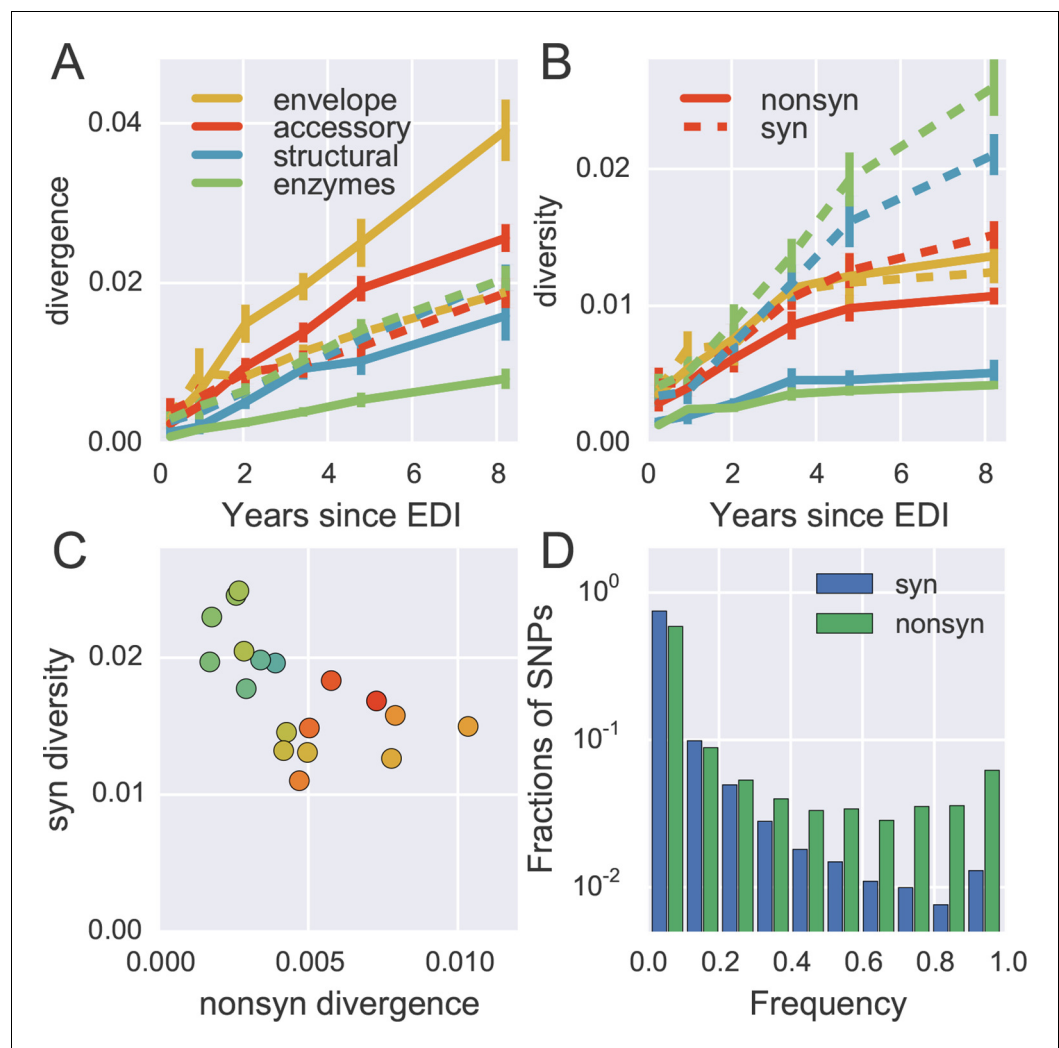 A
envelope
accessory
structural
enzymes
0.04
0.02
0.00
divergence
0 2 4 6 8
Years since EDI
B
nonsyn
syn
0.02
0.01
0.00
diversity
0 2 4 6 8
Years since EDI
C
0.02
0.01
0.00
syn diversity
0.000 0.005 0.010
nonsyn divergence
D
syn
nonsyn
10^0
10^-1
10^-2
Fractions of SNPs
0.0 0.2 0.4 0.6 0.8 1.0
Frequency